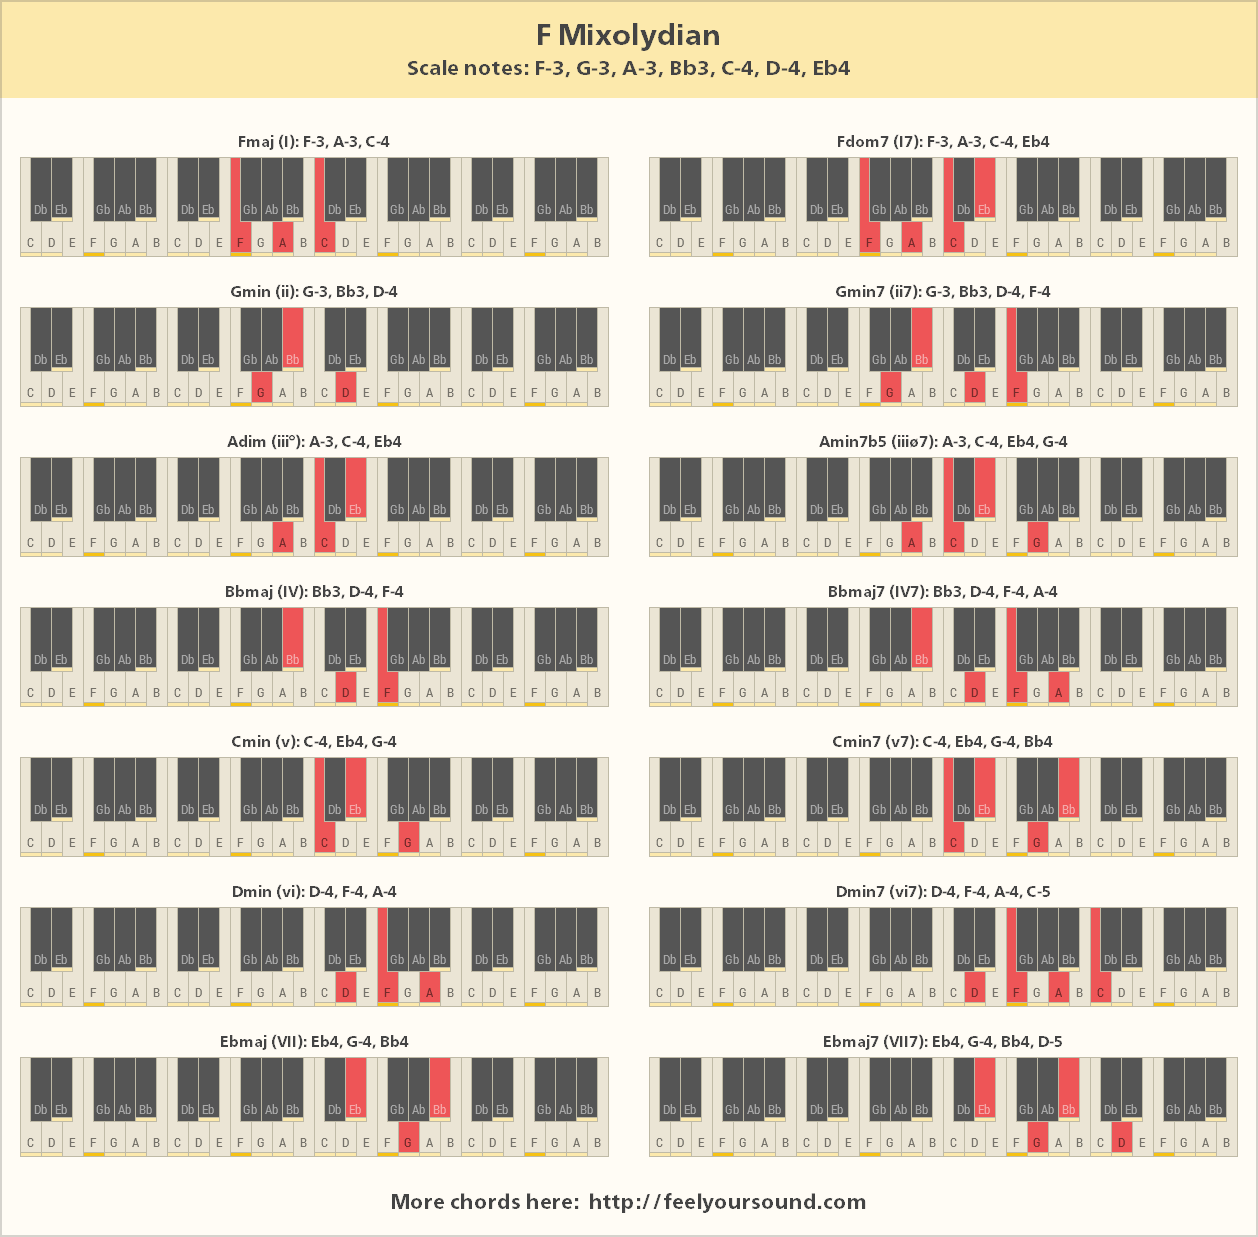 F Mixolydian
Scale notes: F-3, G-3, A-3, Bb3, C-4, D-4, Eb4
Fmaj (I): F-3, A-3, C-4
Db Eb Gb Ab Bb Db Eb Gb Ab Bb Db Eb Gb Ab Bb Db Eb Gb Ab Bb
C D E F G A B C D E F G A B C D E F G A B C D E F G A B
Fdom7 (I7): F-3, A-3, C-4, Eb4
Db Eb Gb Ab Bb Db Eb Gb Ab Bb Db Eb Gb Ab Bb Db Eb Gb Ab Bb
C D E F G A B C D E F G A B C D E F G A B C D E F G A B
Gmin (ii): G-3, Bb3, D-4
Db Eb Gb Ab Bb Db Eb Gb Ab Bb Db Eb Gb Ab Bb Db Eb Gb Ab Bb
C D E F G A B C D E F G A B C D E F G A B C D E F G A B
Gmin7 (ii7): G-3, Bb3, D-4, F-4
Db Eb Gb Ab Bb Db Eb Gb Ab Bb Db Eb Gb Ab Bb Db Eb Gb Ab Bb
C D E F G A B C D E F G A B C D E F G A B C D E F G A B
Adim (iii°): A-3, C-4, Eb4
Db Eb Gb Ab Bb Db Eb Gb Ab Bb Db Eb Gb Ab Bb Db Eb Gb Ab Bb
C D E F G A B C D E F G A B C D E F G A B C D E F G A B
Amin7b5 (iiiø7): A-3, C-4, Eb4, G-4
Db Eb Gb Ab Bb Db Eb Gb Ab Bb Db Eb Gb Ab Bb Db Eb Gb Ab Bb
C D E F G A B C D E F G A B C D E F G A B C D E F G A B
Bbmaj (IV): Bb3, D-4, F-4
Db Eb Gb Ab Bb Db Eb Gb Ab Bb Db Eb Gb Ab Bb Db Eb Gb Ab Bb
C D E F G A B C D E F G A B C D E F G A B C D E F G A B
Bbmaj7 (IV7): Bb3, D-4, F-4, A-4
Db Eb Gb Ab Bb Db Eb Gb Ab Bb Db Eb Gb Ab Bb Db Eb Gb Ab Bb
C D E F G A B C D E F G A B C D E F G A B C D E F G A B
Cmin (v): C-4, Eb4, G-4
Db Eb Gb Ab Bb Db Eb Gb Ab Bb Db Eb Gb Ab Bb Db Eb Gb Ab Bb
C D E F G A B C D E F G A B C D E F G A B C D E F G A B
Cmin7 (v7): C-4, Eb4, G-4, Bb4
Db Eb Gb Ab Bb Db Eb Gb Ab Bb Db Eb Gb Ab Bb Db Eb Gb Ab Bb
C D E F G A B C D E F G A B C D E F G A B C D E F G A B
Dmin (vi): D-4, F-4, A-4
Db Eb Gb Ab Bb Db Eb Gb Ab Bb Db Eb Gb Ab Bb Db Eb Gb Ab Bb
C D E F G A B C D E F G A B C D E F G A B C D E F G A B
Dmin7 (vi7): D-4, F-4, A-4, C-5
Db Eb Gb Ab Bb Db Eb Gb Ab Bb Db Eb Gb Ab Bb Db Eb Gb Ab Bb
C D E F G A B C D E F G A B C D E F G A B C D E F G A B
Ebmaj (VII): Eb4, G-4, Bb4
Db Eb Gb Ab Bb Db Eb Gb Ab Bb Db Eb Gb Ab Bb Db Eb Gb Ab Bb
C D E F G A B C D E F G A B C D E F G A B C D E F G A B
Ebmaj7 (VII7): Eb4, G-4, Bb4, D-5
Db Eb Gb Ab Bb Db Eb Gb Ab Bb Db Eb Gb Ab Bb Db Eb Gb Ab Bb
C D E F G A B C D E F G A B C D E F G A B C D E F G A B
More chords here: http://feelyoursound.com